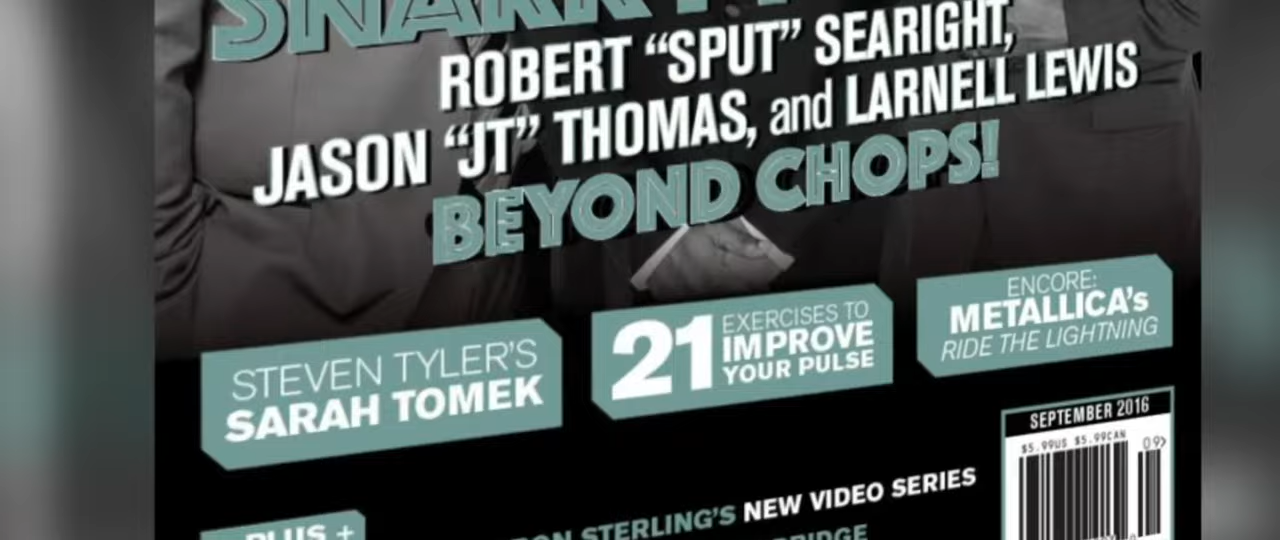 ROBERT “SPUT” SEARIGHT,
JASON “JT” THOMAS, and LARNELL LEWIS
BEYOND CHOPS!
STEVEN TYLER’S
SARAH TOMEK
21 EXERCISES TO
IMPROVE
YOUR PULSE
ENCORE:
METALLICA’s
RIDE THE LIGHTNING
SEPTEMBER 2016
$5.99US $5.99CAN
09>
STERLING’S NEW VIDEO SERIES
PLUS +